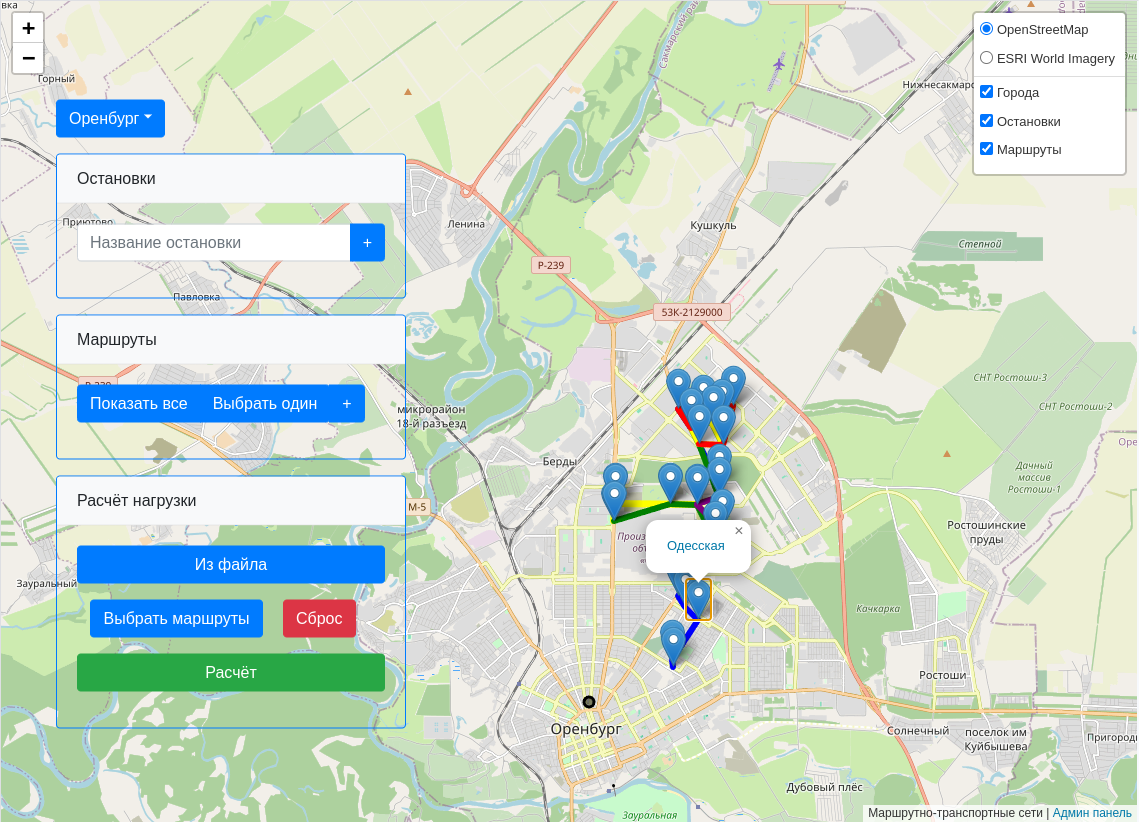 +
−
Горный
Оренбург
Остановки
Приютово
Название остановки
+
Павловка
Маршруты
Показать все
Выбрать один
+
Расчёт нагрузки
Из файла
Зауральный
Выбрать маршруты
Сброс
Расчёт
OpenStreetMap
ESRI World Imagery
Города
Остановки
Маршруты
Сакмарский рай
Ленина
Кушкуль
Степной
Р-239
53К-2129000
СНТ Ростоши-3
СНТ Ростоши-2
микрорайон
18-й разъезд
Берды
М-5
Дачный
массив
Ростоши-1
Ростошинские
пруды
×
Одесская
Качкарка
Ростоши
Оренбург
Солнечный
поселок им
Куйбышева
Дубовый плёс
Зауральная
Маршрутно-транспортные сети | Админ панель